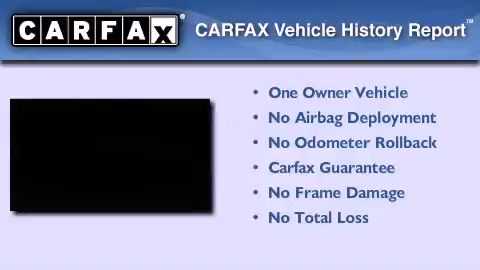 CARFAX® CARFAX Vehicle History Report™
• One Owner Vehicle
• No Airbag Deployment
• No Odometer Rollback
• Carfax Guarantee
• No Frame Damage
• No Total Loss